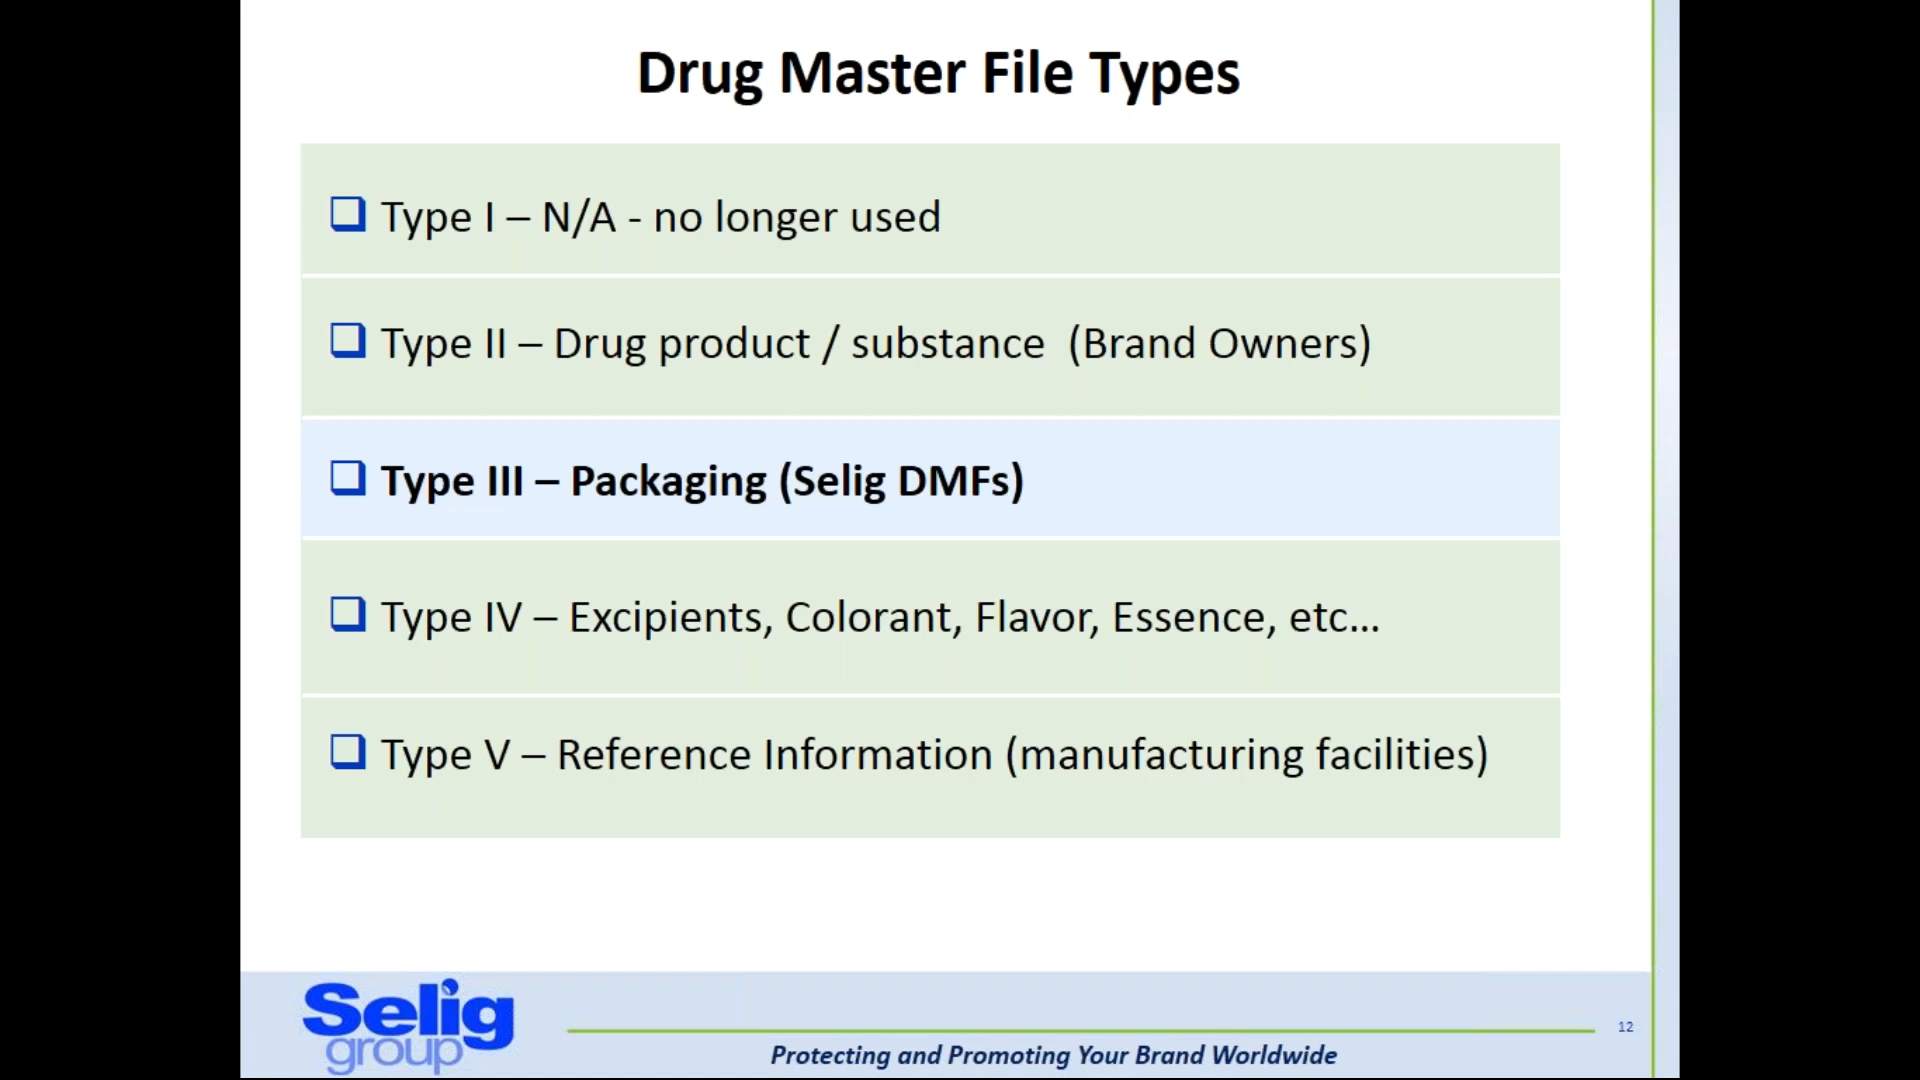 Drug Master File Types
Type I – N/A - no longer used
Type II – Drug product / substance  (Brand Owners)
Type III – Packaging (Selig DMFs)
Type IV – Excipients, Colorant, Flavor, Essence, etc...
Type V – Reference Information (manufacturing facilities)
Selig
group
12
Protecting and Promoting Your Brand Worldwide